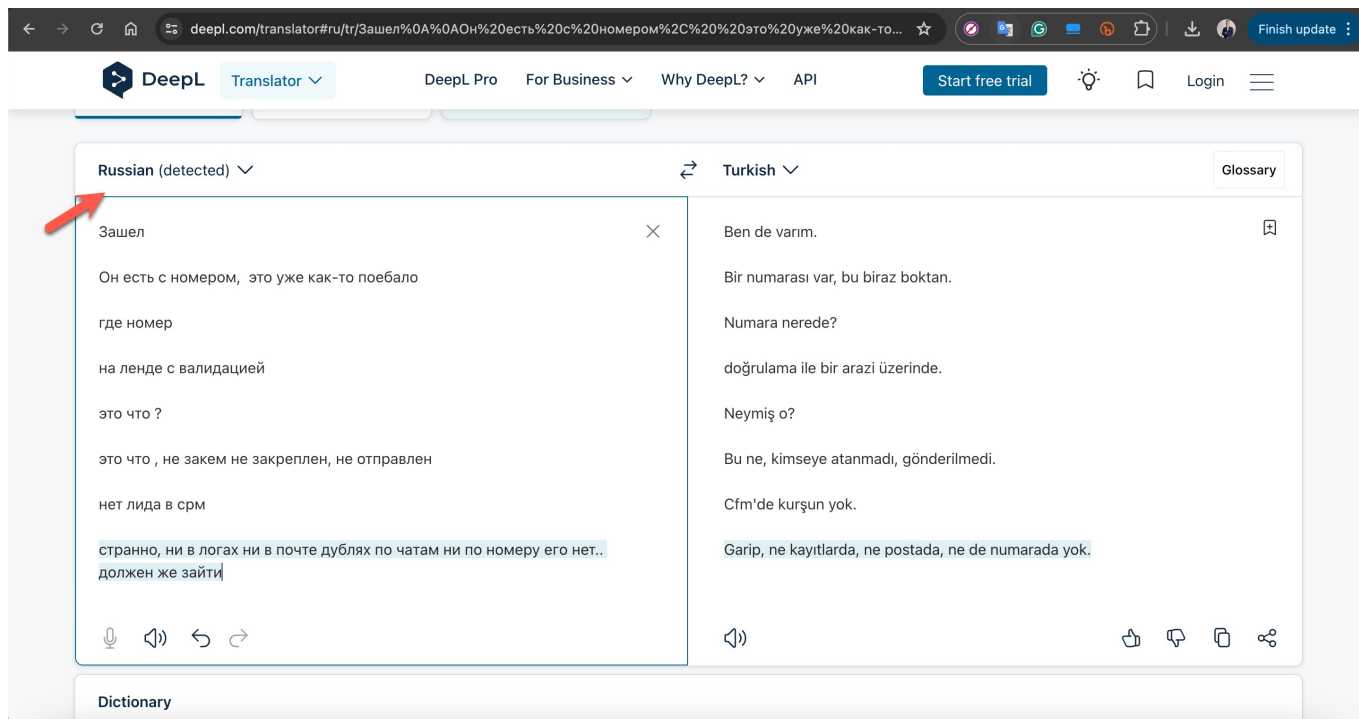 deepl.com/translator#ru/tr/Зашел%0A%0AОн%20есть%20с%20номером%2C%20%20это%20уже%20как-то...
Finish update
DeepL
Translator
DeepL Pro
For Business
Why DeepL?
API
Start free trial
Login
Russian (detected)
Turkish
Glossary
Зашел
Он есть с номером,  это уже как-то поебало
где номер
на ленде с валидацией
это что ?
это что , не закем не закреплен, не отправлен
нет лида в срм
странно, ни в логах ни в почте дублях по чатам ни по номеру его нет..
должен же зайти
Ben de varım.
Bir numarası var, bu biraz boktan.
Numara nerede?
doğrulama ile bir arazi üzerinde.
Neymiş o?
Bu ne, kimseye atanmadı, gönderilmedi.
Cfm'de kurşun yok.
Garip, ne kayıtlarda, ne postada, ne de numarada yok.
Dictionary